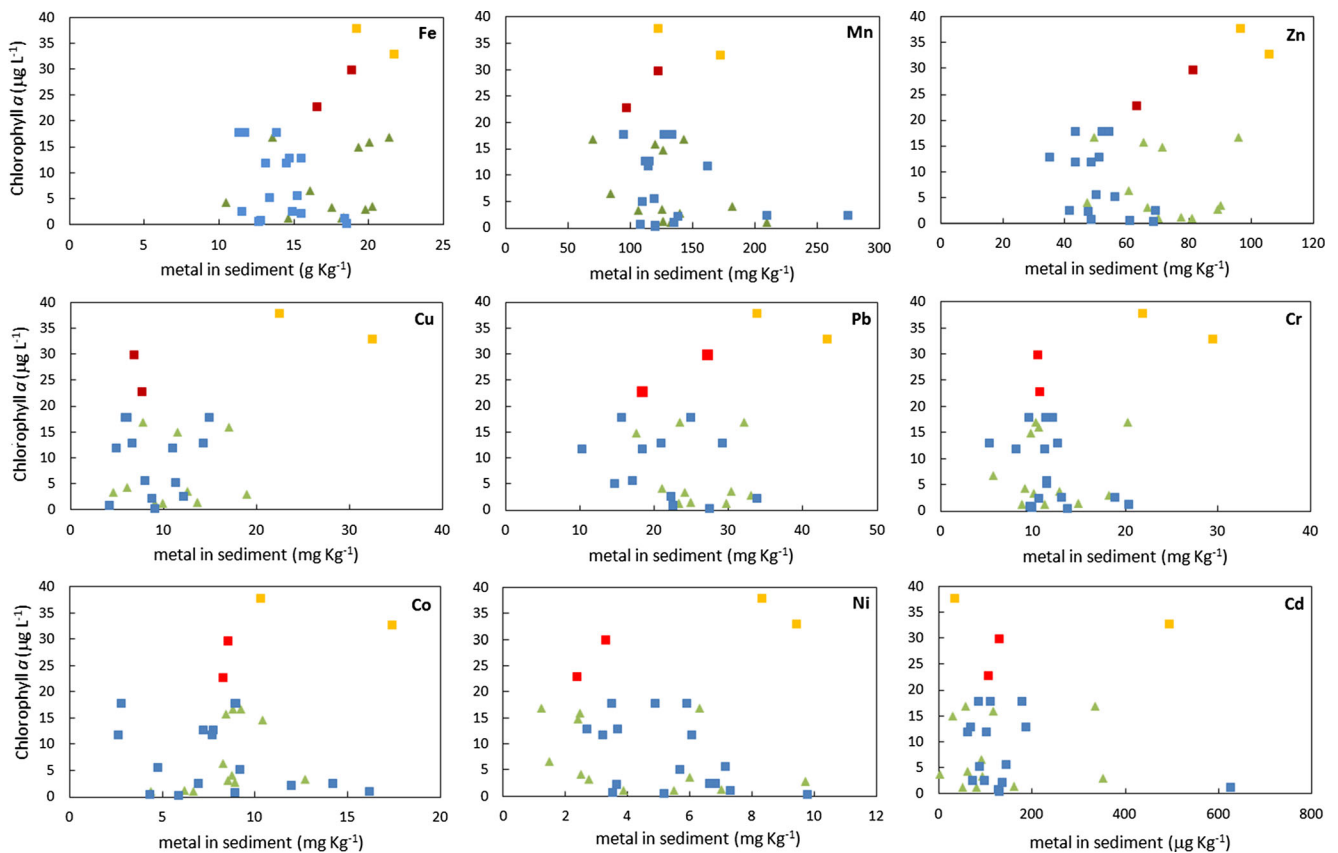 40
35
30
25
20
15
10
5
0
Chlorophyll a (µg L-1)
Fe
0 5 10 15 20 25
metal in sediment (g Kg-1)
40
35
30
25
20
15
10
5
0
Mn
0 50 100 150 200 250 300
metal in sediment (mg Kg-1)
40
35
30
25
20
15
10
5
0
Zn
0 20 40 60 80 100 120
metal in sediment (mg Kg-1)
40
35
30
25
20
15
10
5
0
Chlorophyll a (µg L-1)
Cu
0 10 20 30 40
metal in sediment (mg Kg-1)
40
35
30
25
20
15
10
5
0
Pb
0 10 20 30 40 50
metal in sediment (mg Kg-1)
40
35
30
25
20
15
10
5
0
Cr
0 10 20 30 40
metal in sediment (mg Kg-1)
40
35
30
25
20
15
10
5
0
Chlorophyll a (µg L-1)
Co
0 5 10 15 20
metal in sediment (mg Kg-1)
40
35
30
25
20
15
10
5
0
Ni
0 2 4 6 8 10 12
metal in sediment (mg Kg-1)
40
35
30
25
20
15
10
5
0
Cd
0 200 400 600 800
metal in sediment (µg Kg-1)